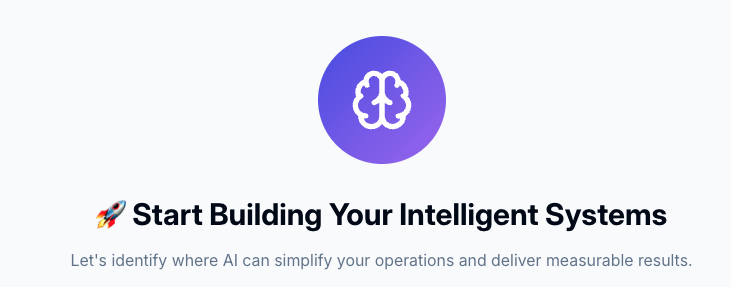 🚀 Start Building Your Intelligent Systems
Let's identify where AI can simplify your operations and deliver measurable results.